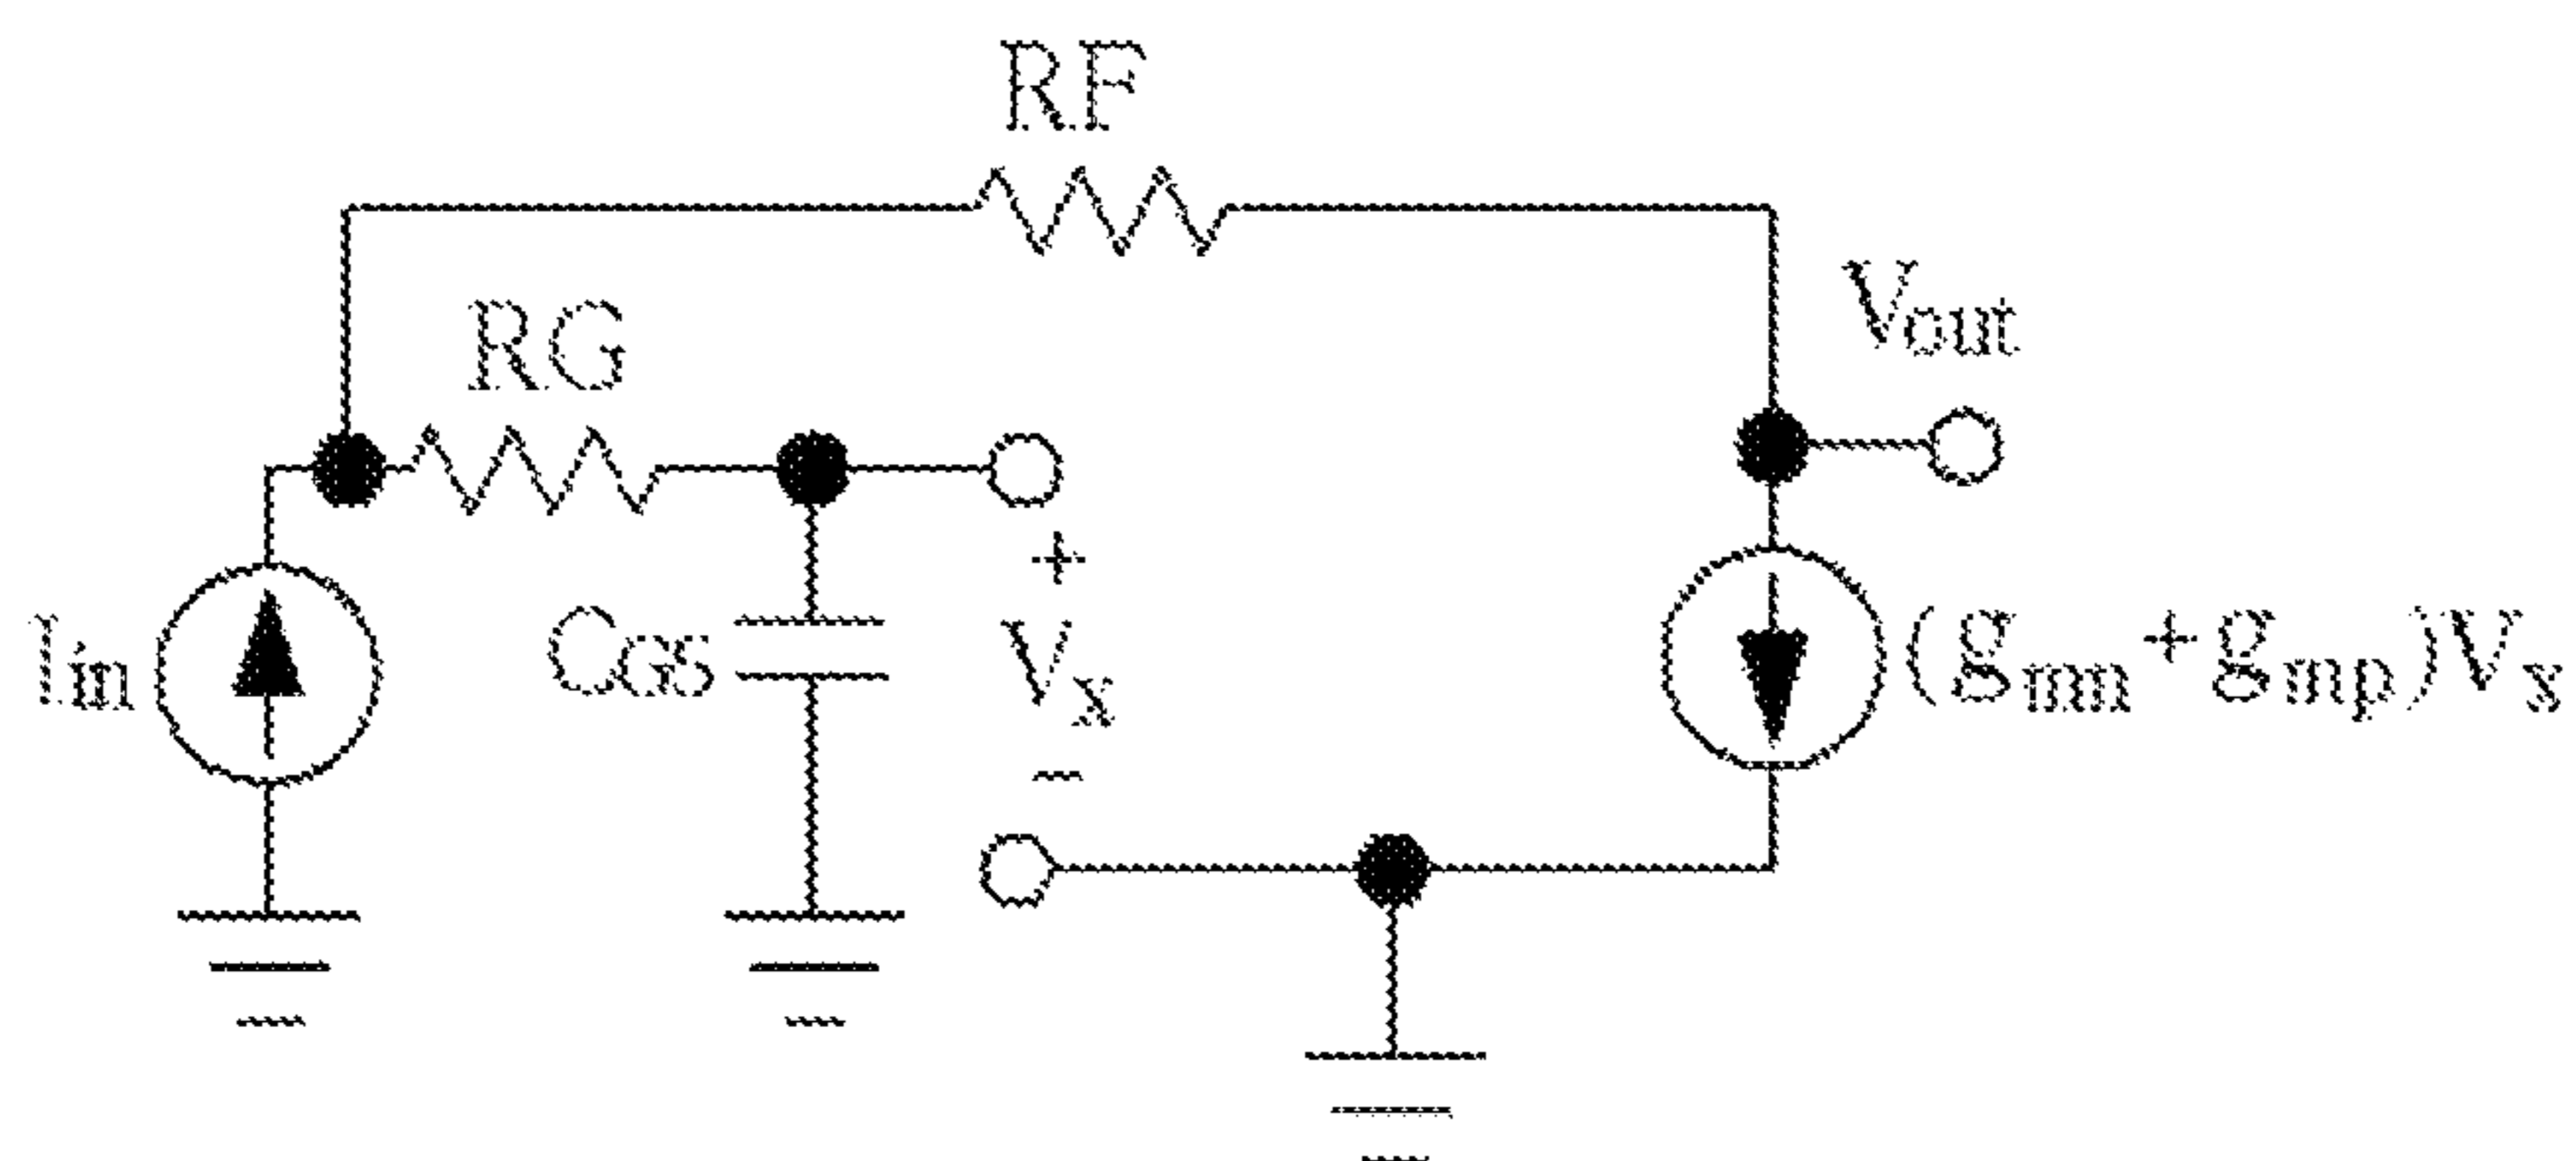 RF
RG
Vout
Iin
CGS
+
Vx
−
(gmn+gmp)Vx